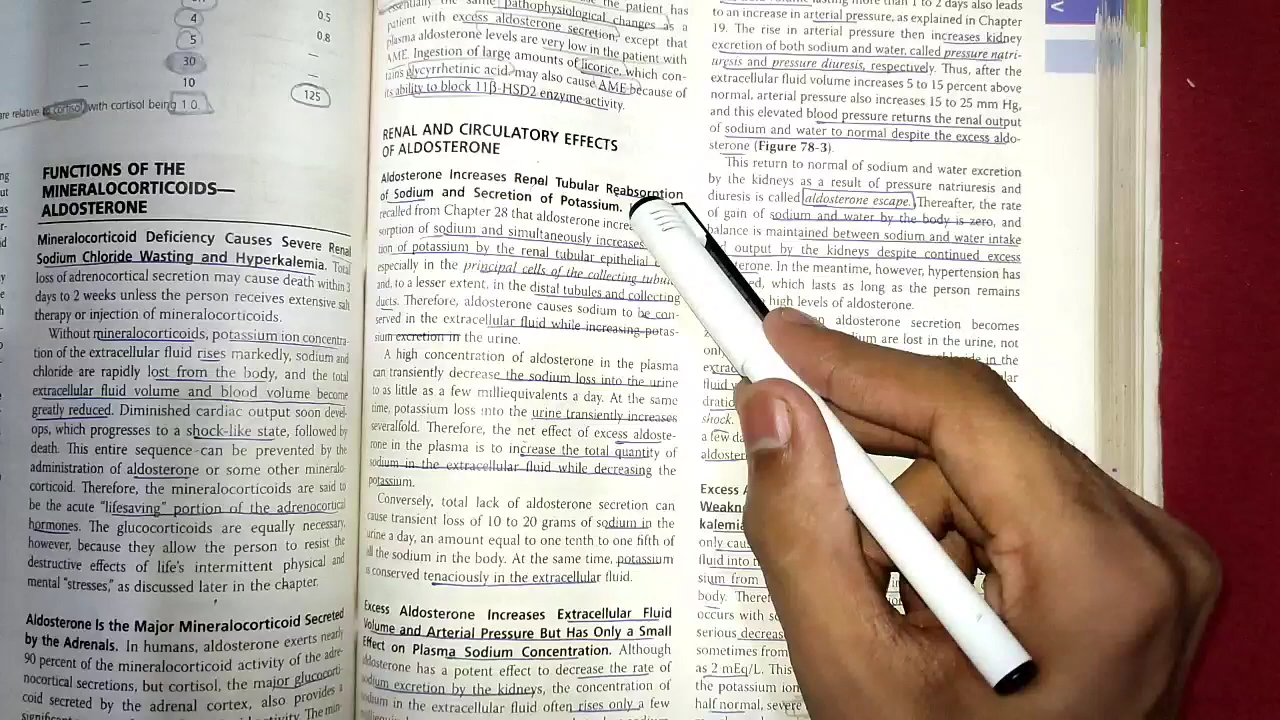 4
0.5
5
0.8
30
10
125
are relative to cortisol with cortisol being 1.0.
FUNCTIONS OF THE
MINERALOCORTICOIDS—
ALDOSTERONE
Mineralocorticoid Deficiency Causes Severe Renal
Sodium Chloride Wasting and Hyperkalemia. Total
loss of adrenocortical secretion may cause death within 3
days to 2 weeks unless the person receives extensive salt
therapy or injection of mineralocorticoids.
Without mineralocorticoids, potassium ion concentra-
tion of the extracellular fluid rises markedly, sodium and
chloride are rapidly lost from the body, and the total
extracellular fluid volume and blood volume become
greatly reduced. Diminished cardiac output soon devel-
ops, which progresses to a shock-like state, followed by
death. This entire sequence can be prevented by the
administration of aldosterone or some other mineralo-
corticoid. Therefore, the mineralocorticoids are said to
be the acute "lifesaving" portion of the adrenocortical
hormones. The glucocorticoids are equally necessary,
however, because they allow the person to resist the
destructive effects of life's intermittent physical and
mental "stresses," as discussed later in the chapter.
Aldosterone Is the Major Mineralocorticoid Secreted
by the Adrenals. In humans, aldosterone exerts nearly
90 percent of the mineralocorticoid activity of the adre-
nocortical secretions, but cortisol, the major glucocorti-
coid secreted by the adrenal cortex, also provides a
essentially the same pathophysiological changes as a
patient with excess aldosterone secretion, except that
plasma aldosterone levels are very low in the patient with
AME. Ingestion of large amounts of licorice, which con-
tains glycyrrhetinic acid, may also cause AME because of
its ability to block 11β-HSD2 enzyme activity.
RENAL AND CIRCULATORY EFFECTS
OF ALDOSTERONE
Aldosterone Increases Renal Tubular Reabsorption
of Sodium and Secretion of Potassium.
recalled from Chapter 28 that aldosterone
sorption of sodium and simultaneously increases
tion of potassium by the renal tubular epithelial
especially in the principal cells of the collecting
and, to a lesser extent, in the distal tubules and collecting
ducts. Therefore, aldosterone causes sodium to be con-
served in the extracellular fluid while increasing potas-
sium excretion in the urine.
A high concentration of aldosterone in the plasma
can transiently decrease the sodium loss into the urine
to as little as a few milliequivalents a day. At the same
time, potassium loss into the urine transiently increases
severalfold. Therefore, the net effect of excess aldoste-
rone in the plasma is to increase the total quantity of
sodium in the extracellular fluid while decreasing the
potassium.
Conversely, total lack of aldosterone secretion can
cause transient loss of 10 to 20 grams of sodium in the
urine a day, an amount equal to one tenth to one fifth of
all the sodium in the body. At the same time, potassium
is conserved tenaciously in the extracellular fluid.
Excess Aldosterone Increases Extracellular Fluid
Volume and Arterial Pressure But Has Only a Small
Effect on Plasma Sodium Concentration. Although
aldosterone has a potent effect to decrease the rate of
sodium excretion by the kidneys, the concentration of
sodium in the extracellular fluid often rises only a few
lasting more than 1 to 2 days also leads
to an increase in arterial pressure, as explained in Chapter
19. The rise in arterial pressure then increases kidney
excretion of both sodium and water, called pressure natri-
uresis and pressure diuresis, respectively. Thus, after the
extracellular fluid volume increases 5 to 15 percent above
normal, arterial pressure also increases 15 to 25 mm Hg,
and this elevated blood pressure returns the renal output
of sodium and water to normal despite the excess aldo-
sterone (Figure 78-3).
This return to normal of sodium and water excretion
by the kidneys as a result of pressure natriuresis and
diuresis is called aldosterone escape. Thereafter, the rate
of gain of sodium and water by the body is zero, and
balance is maintained between sodium and water intake
output by the kidneys despite continued excess
In the meantime, however, hypertension has
which lasts as long as the person remains
high levels of aldosterone.
aldosterone secretion becomes
are lost in the urine, not
in the
shock.
a few
Excess
only
fluid into
sium from
body.
occurs with
serious
sometimes
as 2 mEq/L. This
the potassium
half normal, severe